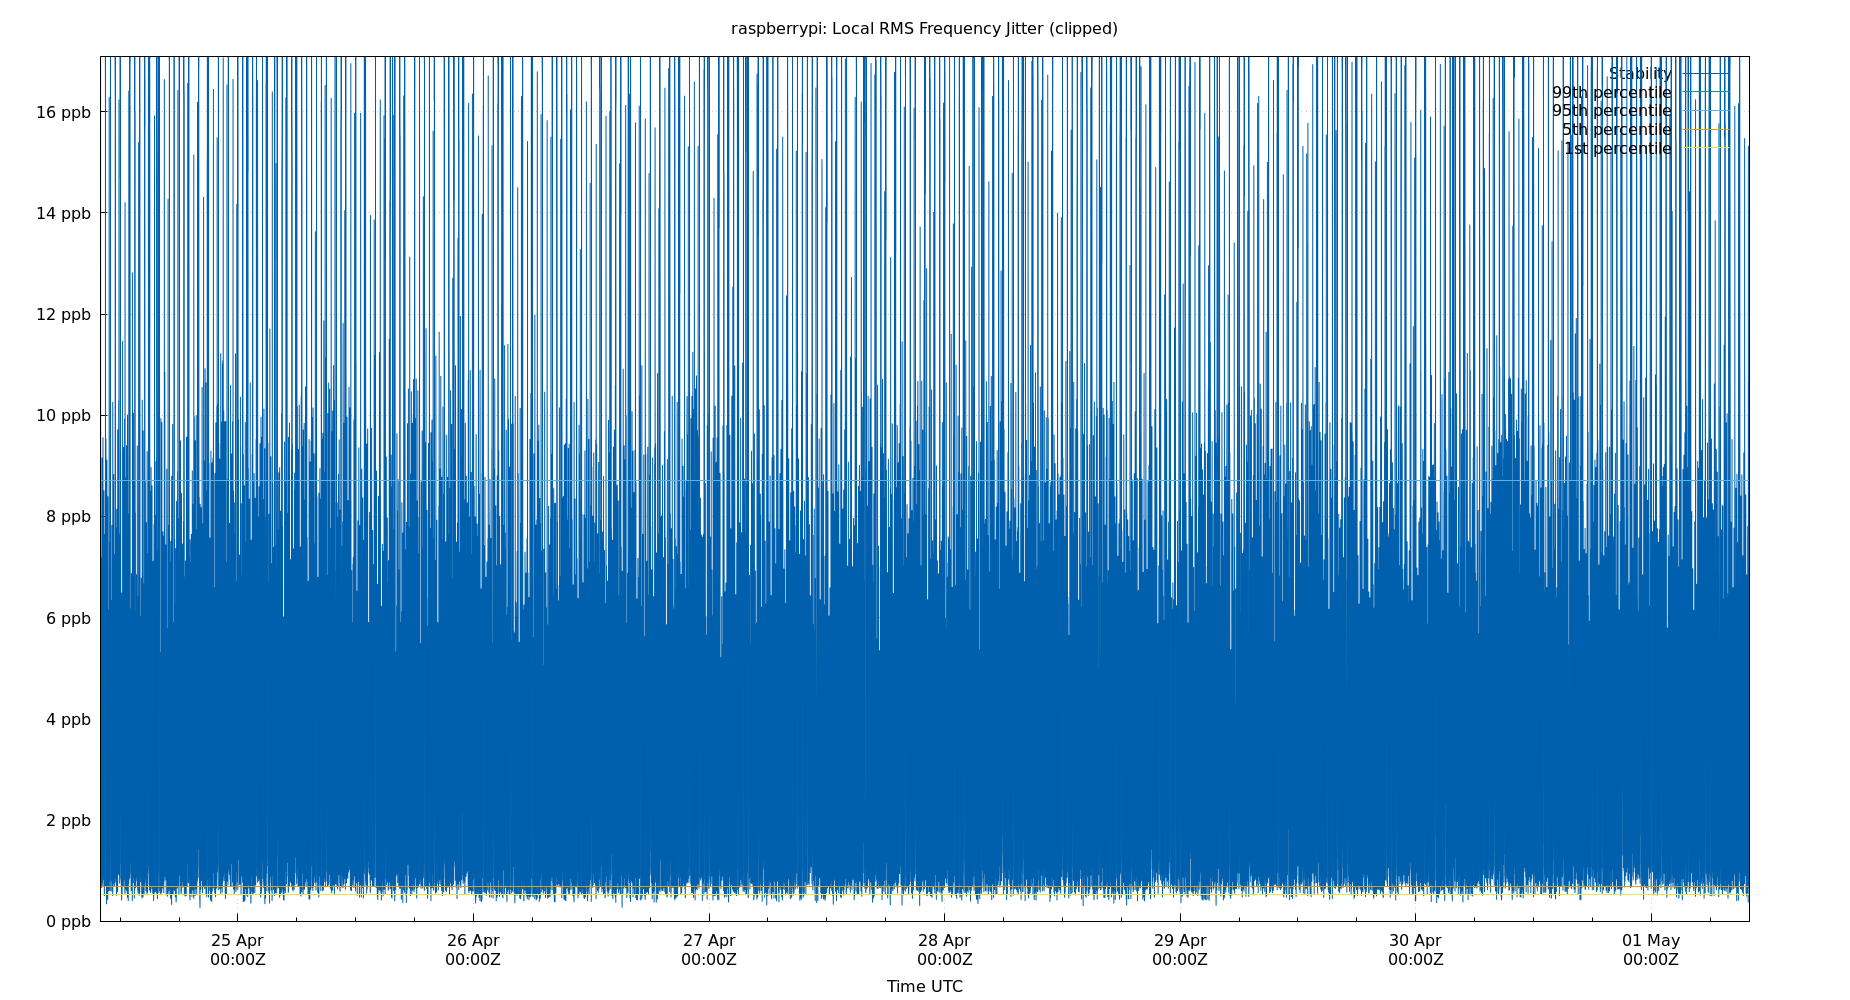 raspberrypi: Local RMS Frequency Jitter (clipped)
Stability
99th percentile
95th percentile
5th percentile
1st percentile
16 ppb
14 ppb
12 ppb
10 ppb
8 ppb
6 ppb
4 ppb
2 ppb
0 ppb
25 Apr 26 Apr 27 Apr 28 Apr 29 Apr 30 Apr 01 May
00:00Z 00:00Z 00:00Z 00:00Z 00:00Z 00:00Z 00:00Z
Time UTC